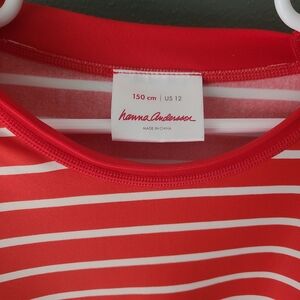 150 cm | US 12
hanna andersson
MADE IN CHINA